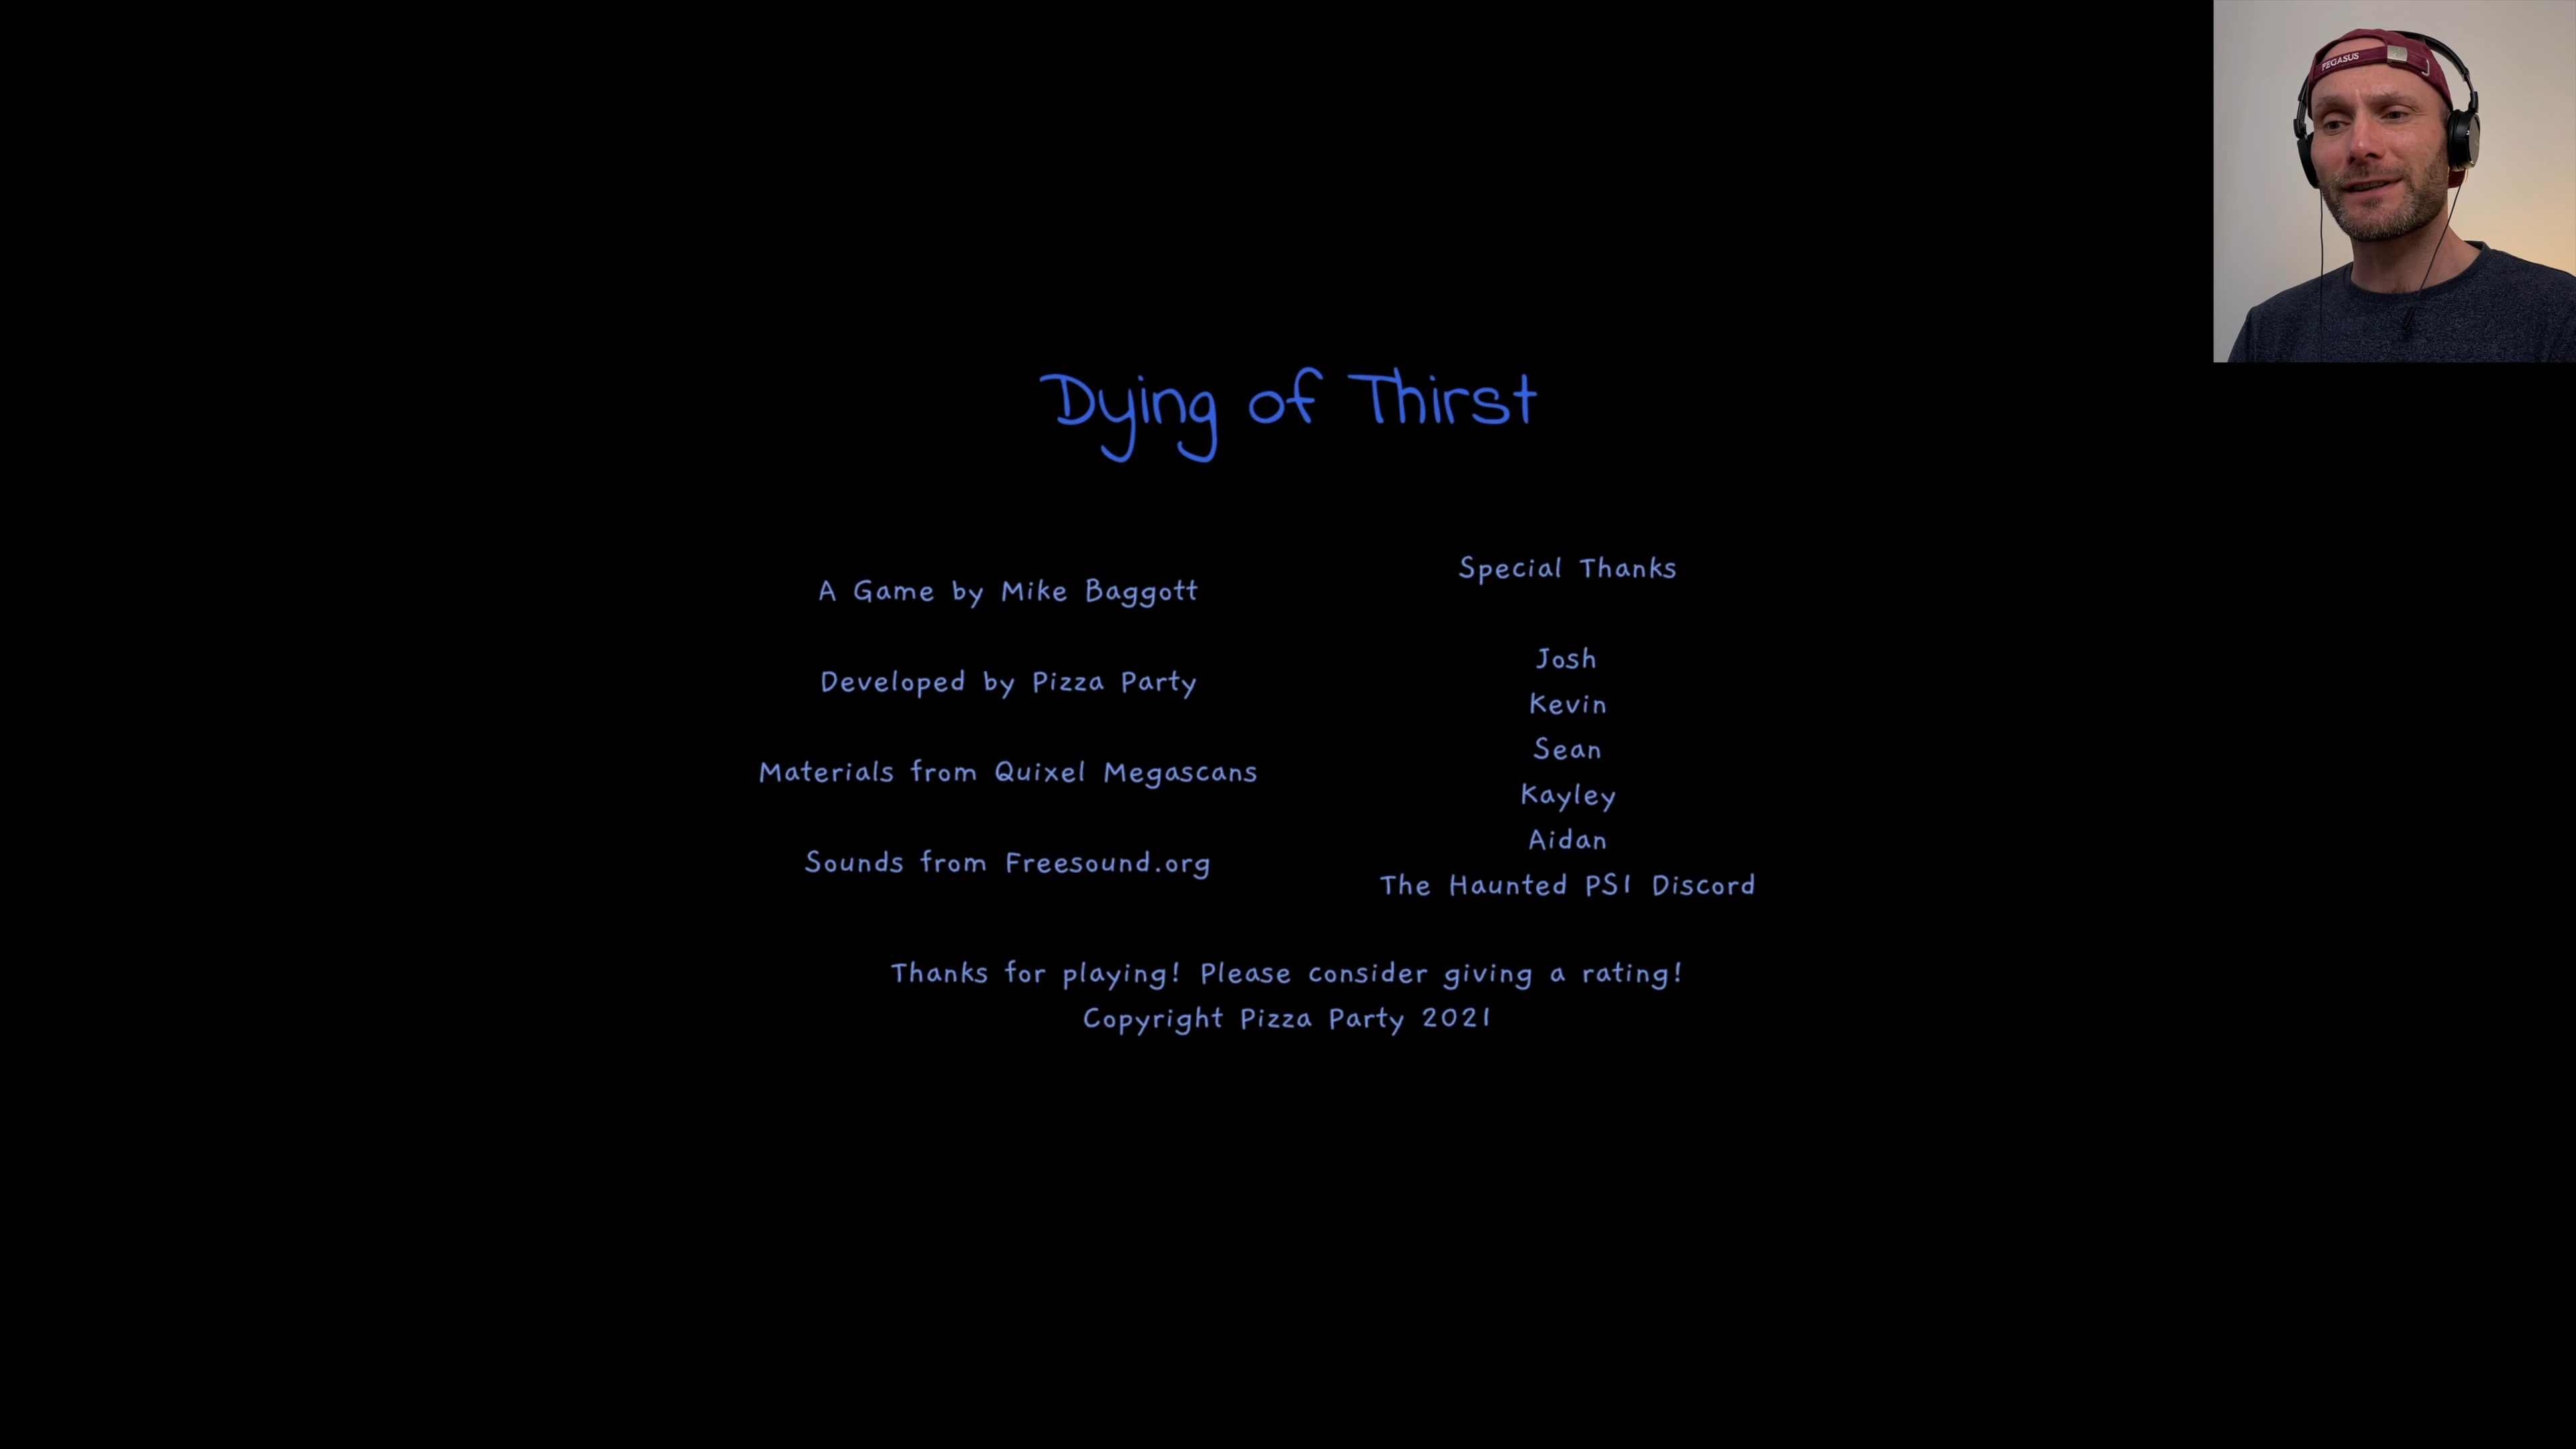 PEGASUS
Dying of Thirst
A Game by Mike Baggott
Developed by Pizza Party
Materials from Quixel Megascans
Sounds from Freesound.org
Special Thanks
Josh
Kevin
Sean
Kayley
Aidan
The Haunted PS1 Discord
Thanks for playing! Please consider giving a rating!
Copyright Pizza Party 2021